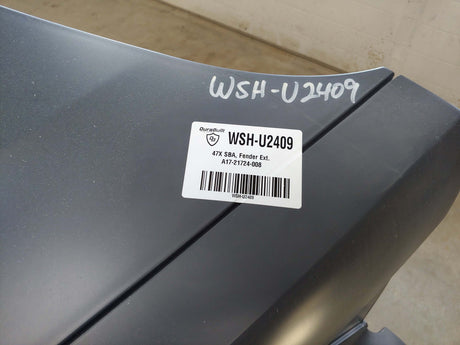 WSH-U2409
DuraBuilt
WSH-U2409
47X SBA, Fender Ext.
A17-21724-008
WSH-U2409